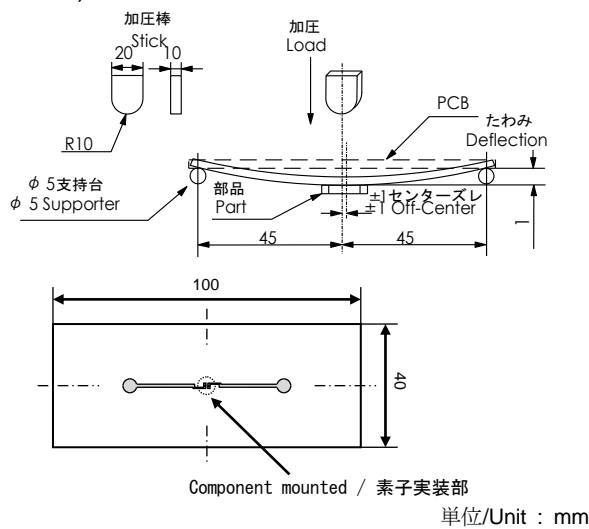 加圧棒
Stick
20
10
R10
加圧
Load
PCB
たわみ
Deflection
φ 5支持台
φ 5 Supporter
部品
Part
±1センターズレ
±1 Off-Center
45
45
1
100
40
Component mounted / 素子実装部
単位/Unit : mm